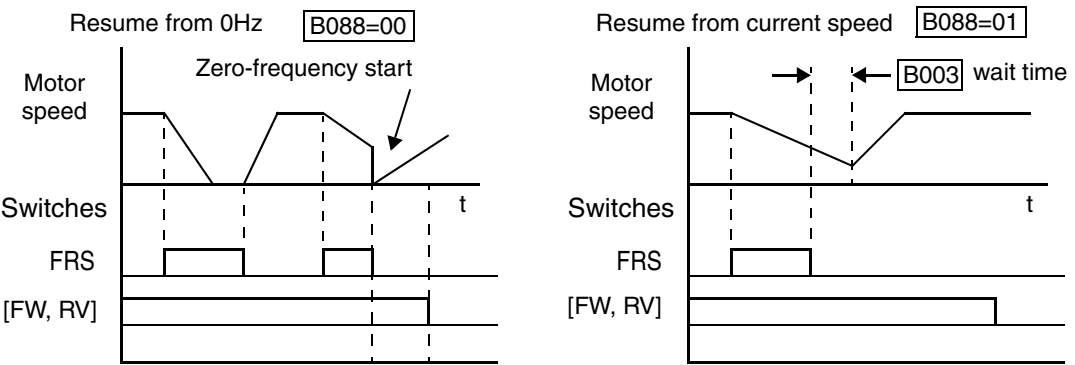 Resume from 0Hz B088=00
Zero-frequency start
Motor
speed
t
Switches
FRS
[FW, RV]
Resume from current speed B088=01
B003 wait time
Motor
speed
t
Switches
FRS
[FW, RV]